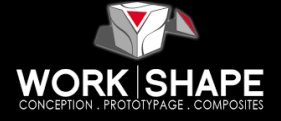 WORK|SHAPE
CONCEPTION . PROTOTYPAGE . COMPOSITES